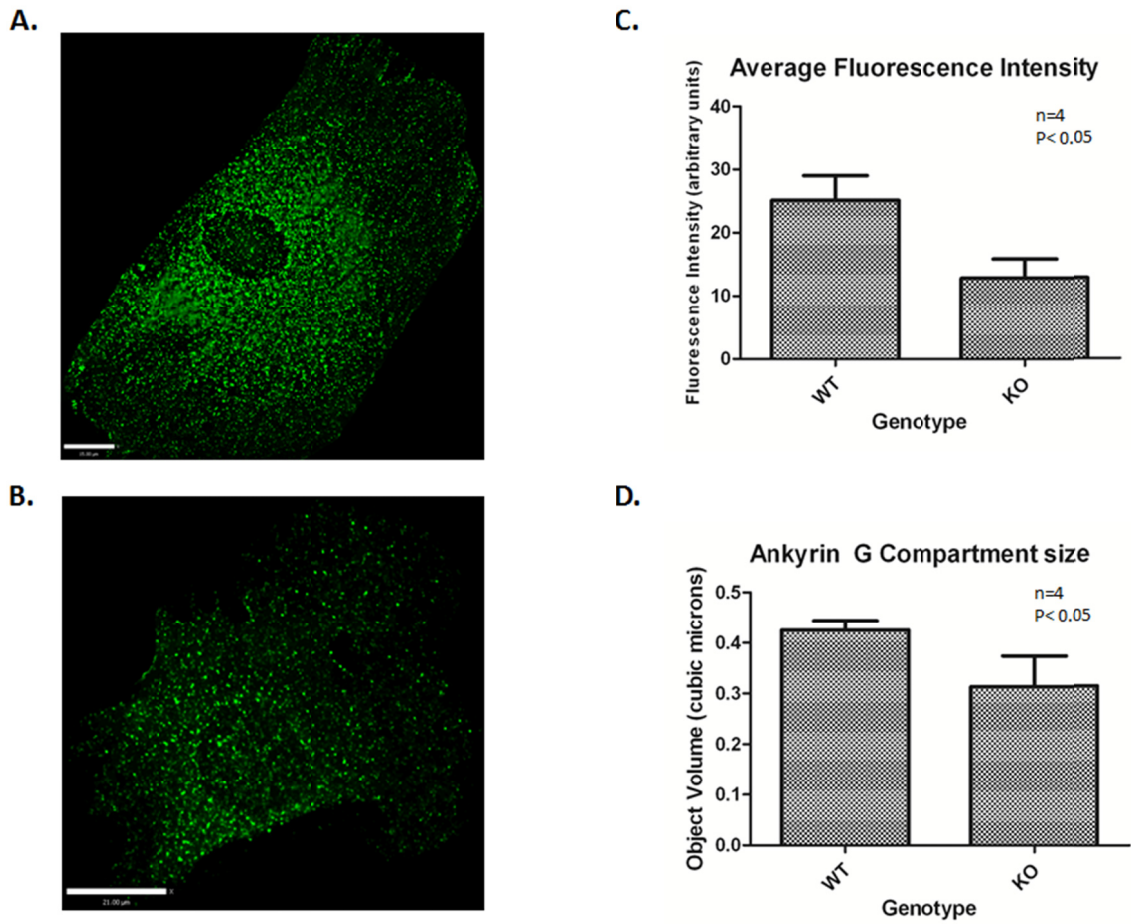 A.
B.
21.00 µm
C.
Average Fluorescence Intensity
n=4
P< 0.05
Fluorescence Intensity (arbitrary units)
40
30
20
10
0
WT
KO
Genotype
D.
Ankyrin G Compartment size
n=4
P< 0.05
Object Volume (cubic microns)
0.5
0.4
0.3
0.2
0.1
0.0
WT
KO
Genotype